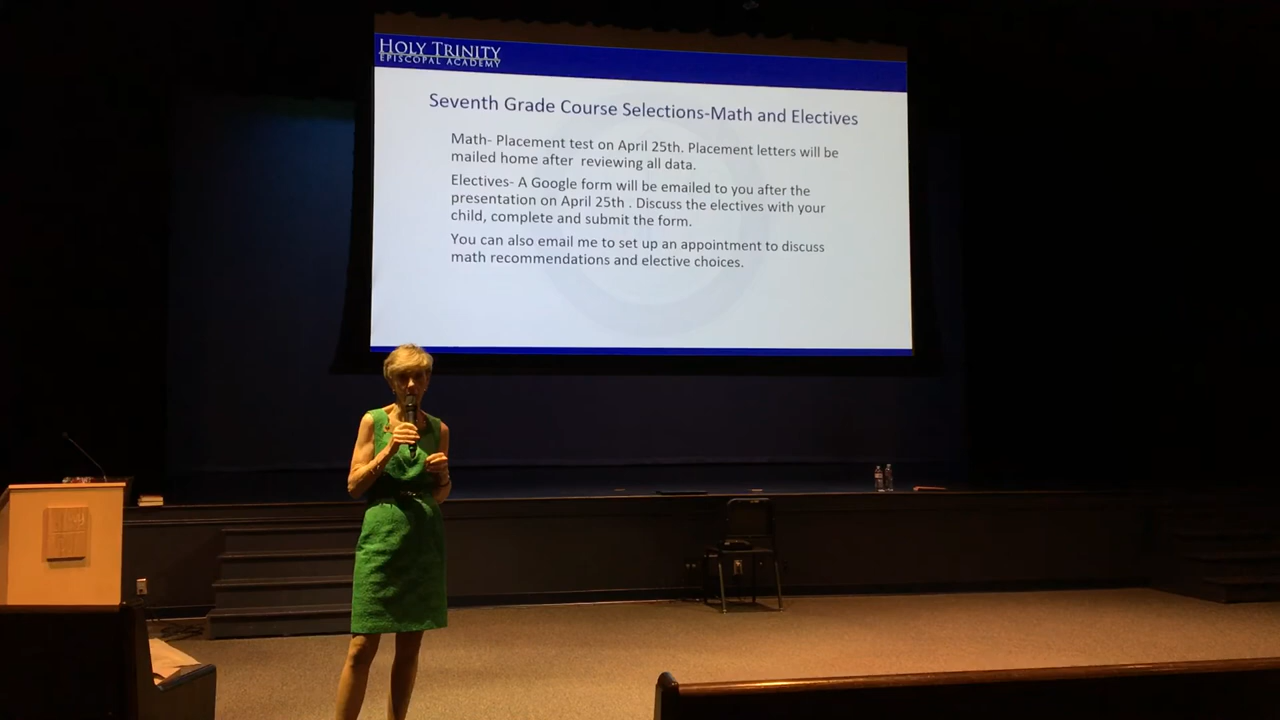 HOLY TRINITY
EPISCOPAL ACADEMY
Seventh Grade Course Selections-Math and Electives
Math- Placement test on April 25th. Placement letters will be
mailed home after reviewing all data.
Electives- A Google form will be emailed to you after the
presentation on April 25th . Discuss the electives with your
child, complete and submit the form.
You can also email me to set up an appointment to discuss
math recommendations and elective choices.